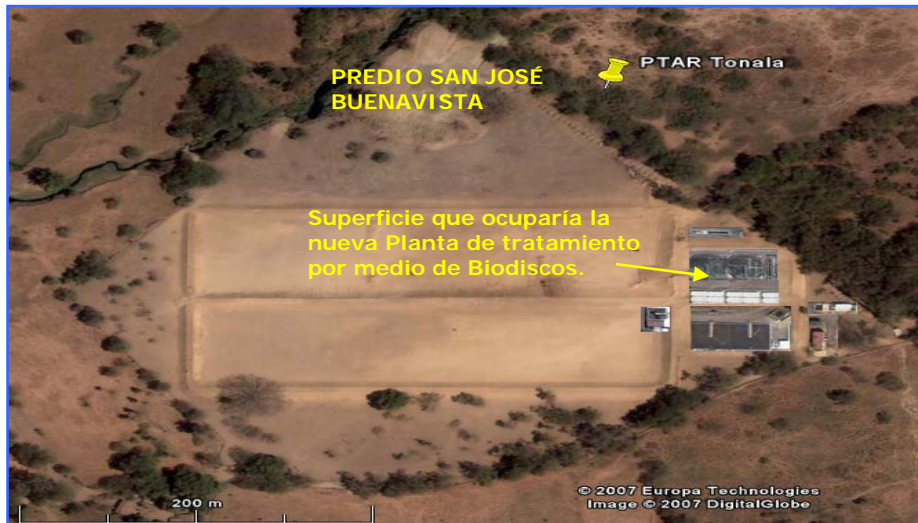 PREDIO SAN JOSÉ
BUENAVISTA
PTAR Tonala
Superficie que ocuparía la
nueva Planta de tratamiento
por medio de Biodiscos.
200 m
© 2007 Europa Technologies
Image © 2007 DigitalGlobe